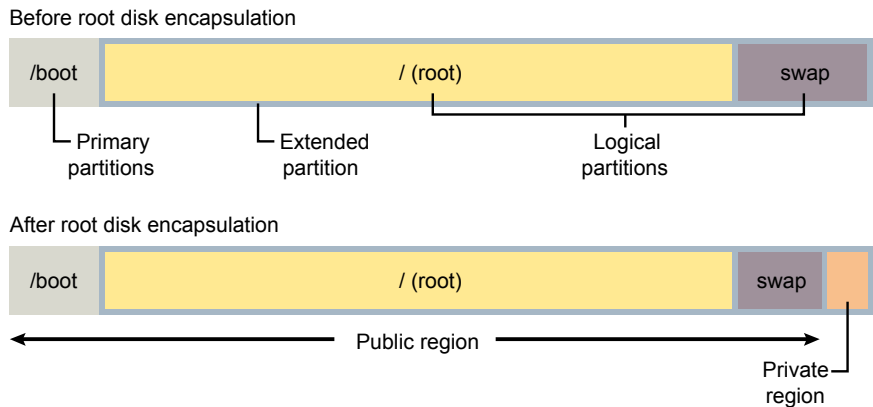 Before root disk encapsulation
/boot
/ (root)
swap
Primary
partitions
Extended
partition
Logical
partitions
After root disk encapsulation
/boot
/ (root)
swap
Public region
Private
region